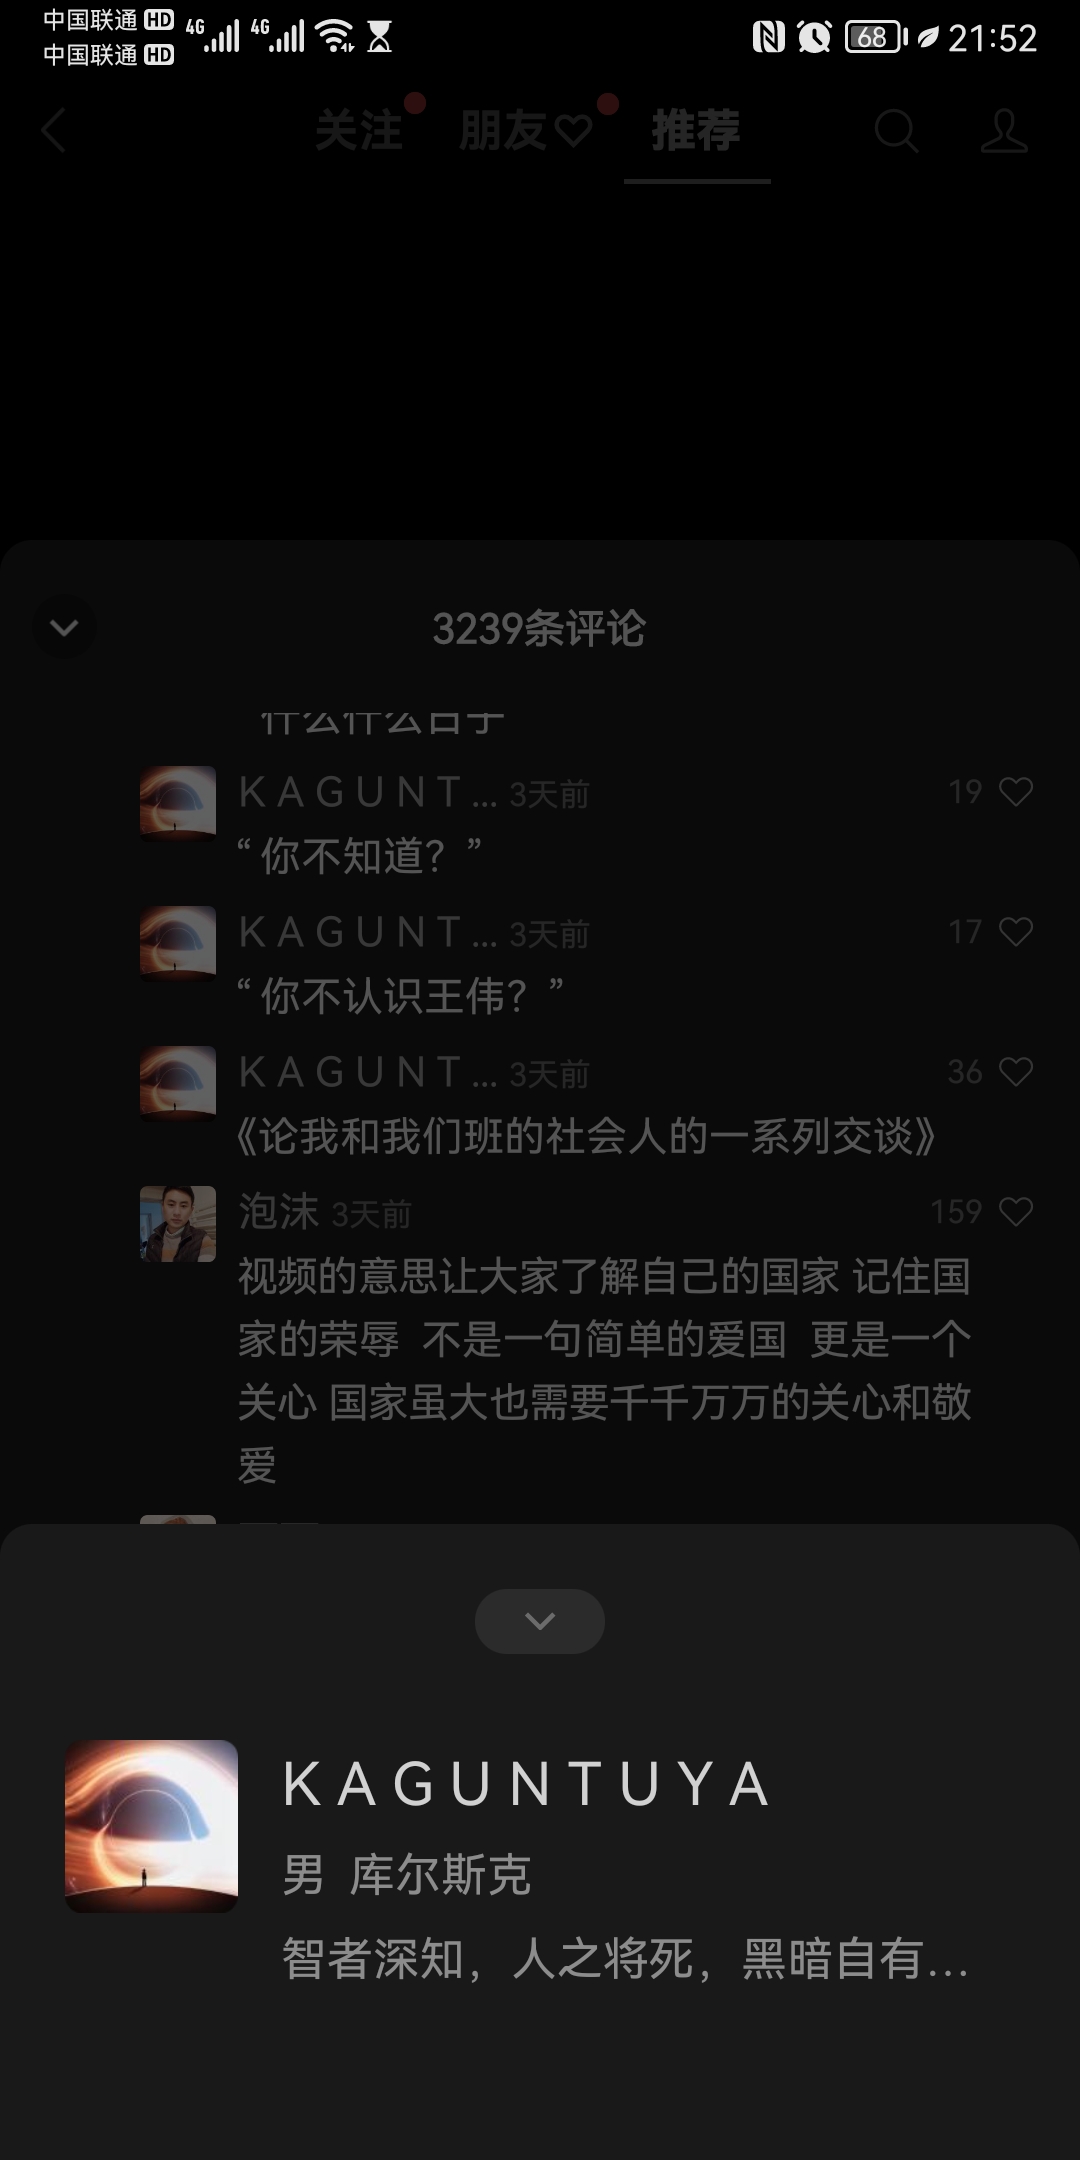 中国联通 HD 4G 4G 68 21:52
中国联通 HD
关注 朋友♡ 推荐
3239条评论
KAGUNT... 3天前 19
“你不知道？”
KAGUNT... 3天前 17
“你不认识王伟？”
KAGUNT... 3天前 36
《论我和我们班的社会人的一系列交谈》
泡沫 3天前 159
视频的意思让大家了解自己的国家 记住国
家的荣辱 不是一句简单的爱国 更是一个
关心 国家虽大也需要千千万万的关心和敬
爱
KAGUNTUYA
男 库尔斯克
智者深知，人之将死，黑暗自有...